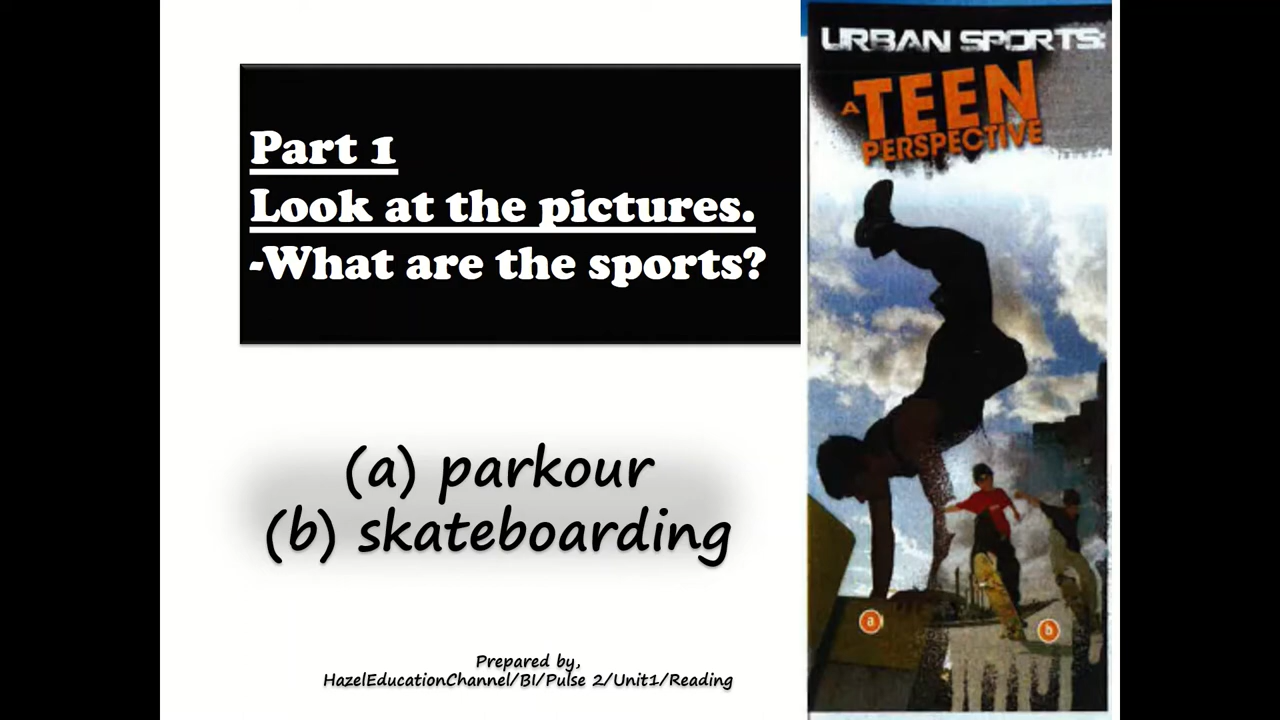 Part 1
Look at the pictures.
-What are the sports?
(a) parkour
(b) skateboarding
Prepared by,
HazelEducationChannel/BI/Pulse 2/Unit1/Reading
URBAN SPORTS:
A TEEN
PERSPECTIVE
a
b